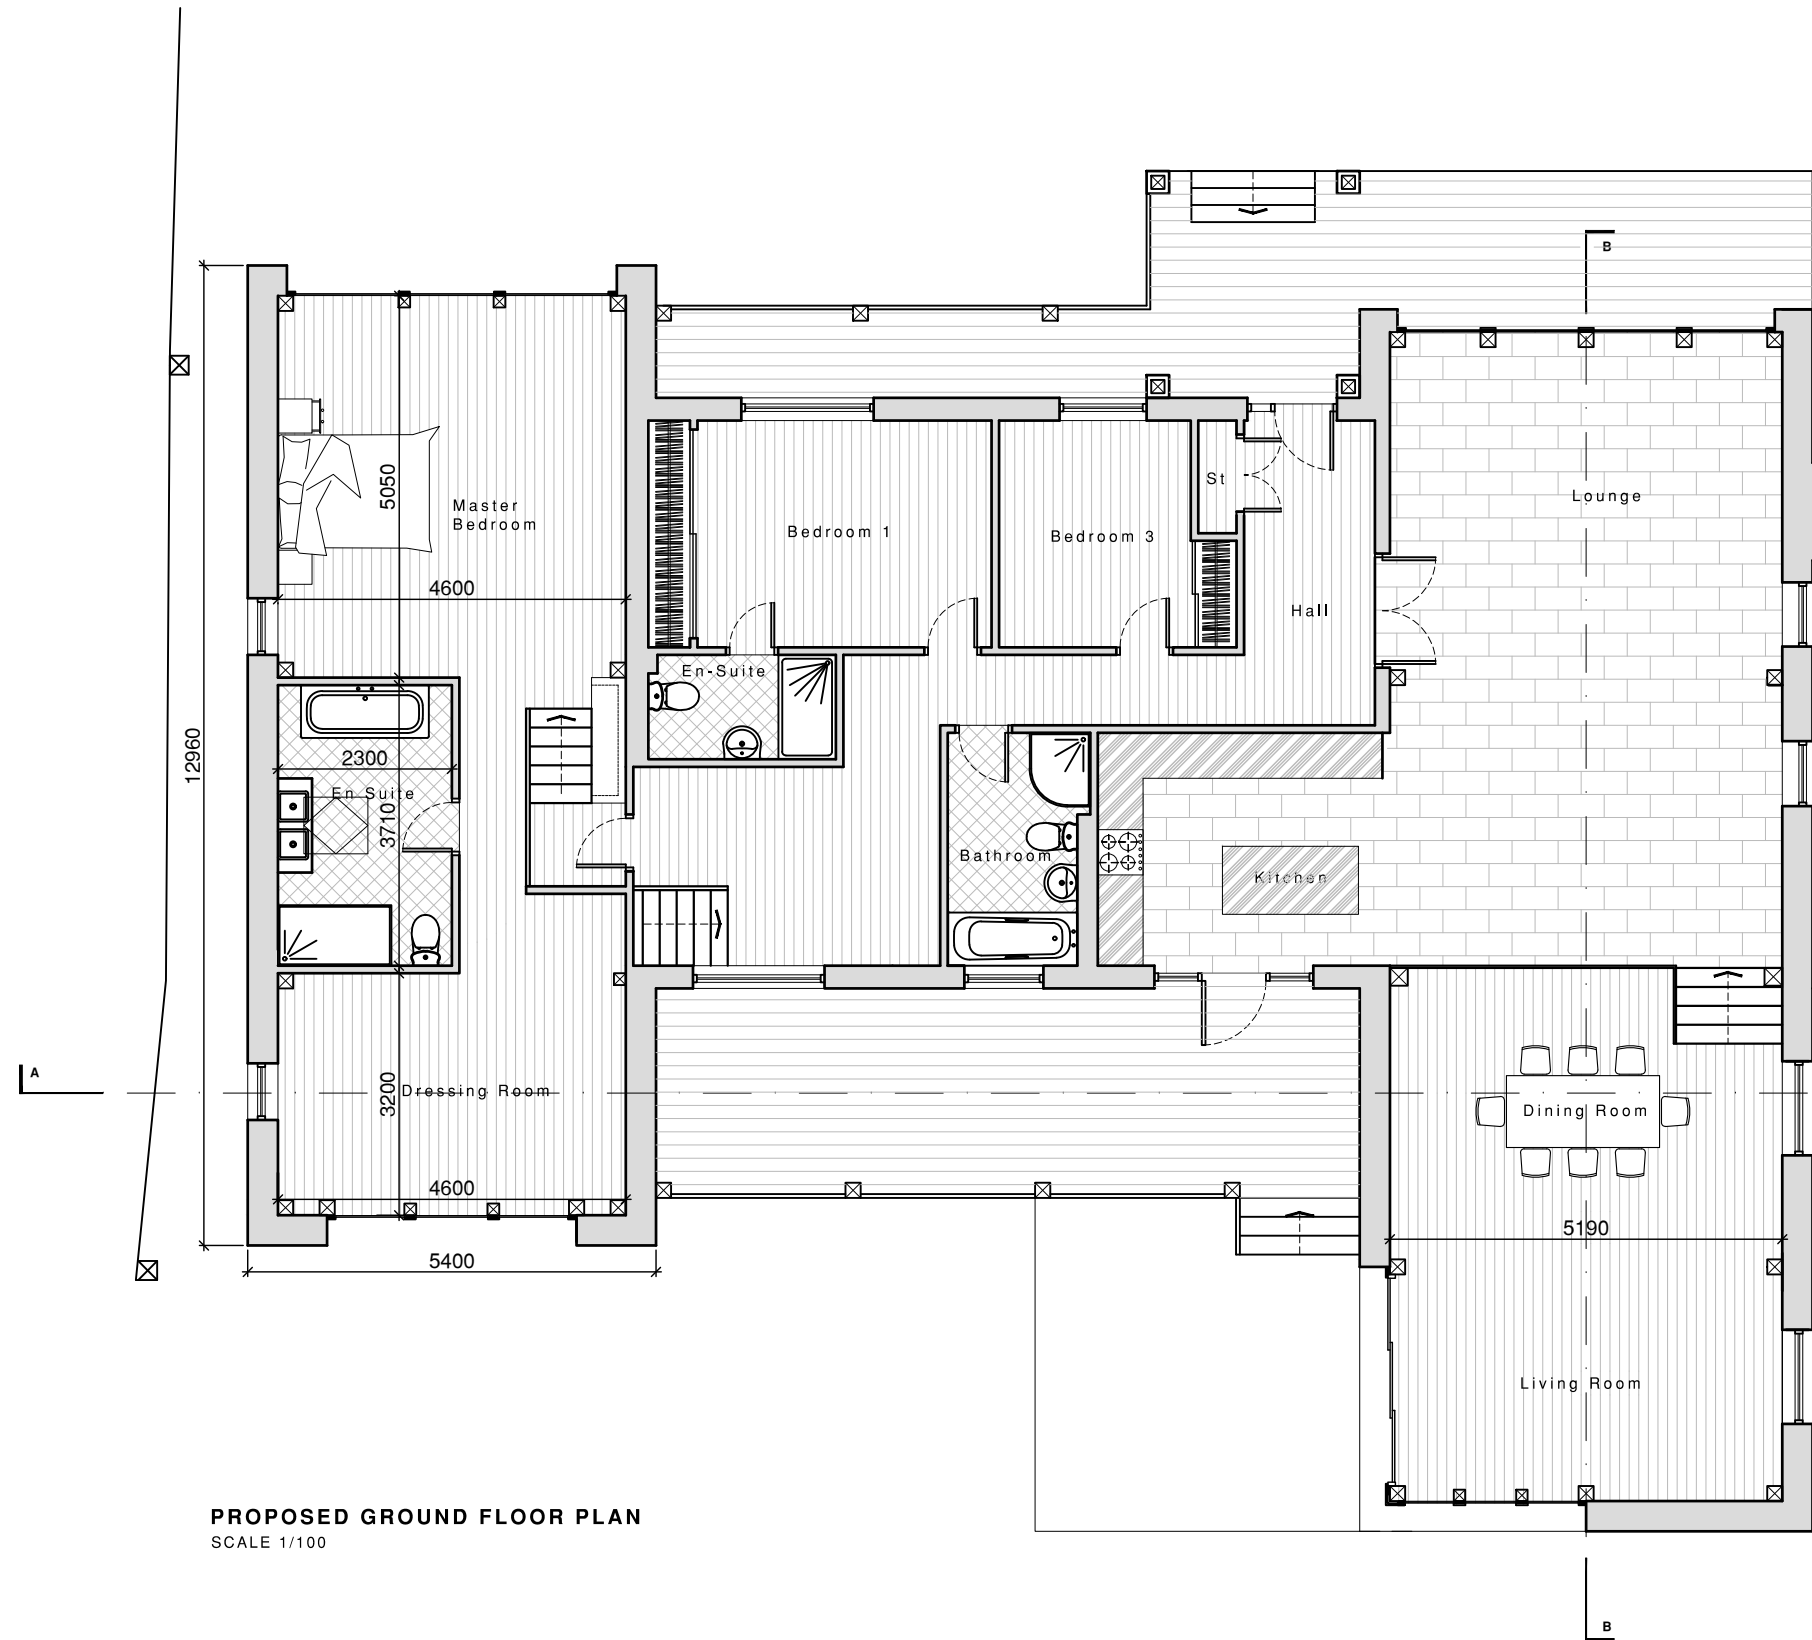 B
5050
Master
Bedroom
Bedroom 1
Bedroom 3
St
Lounge
Hall
4600
En-Suite
12960
2300
En Suite
3710
Bathroom
Kitchen
A
3200
Dressing Room
Dining Room
4600
5190
5400
Living Room
PROPOSED GROUND FLOOR PLAN
SCALE 1/100
B